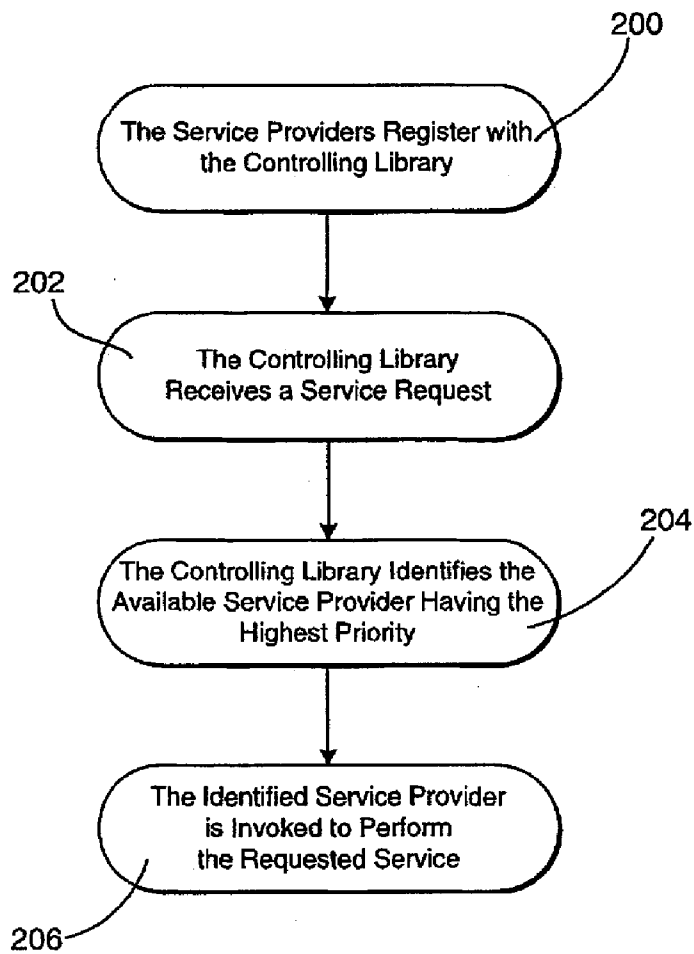 200
The Service Providers Register with
the Controlling Library
202
The Controlling Library
Receives a Service Request
204
The Controlling Library Identifies the
Available Service Provider Having the
Highest Priority
The Identified Service Provider
is Invoked to Perform
the Requested Service
206